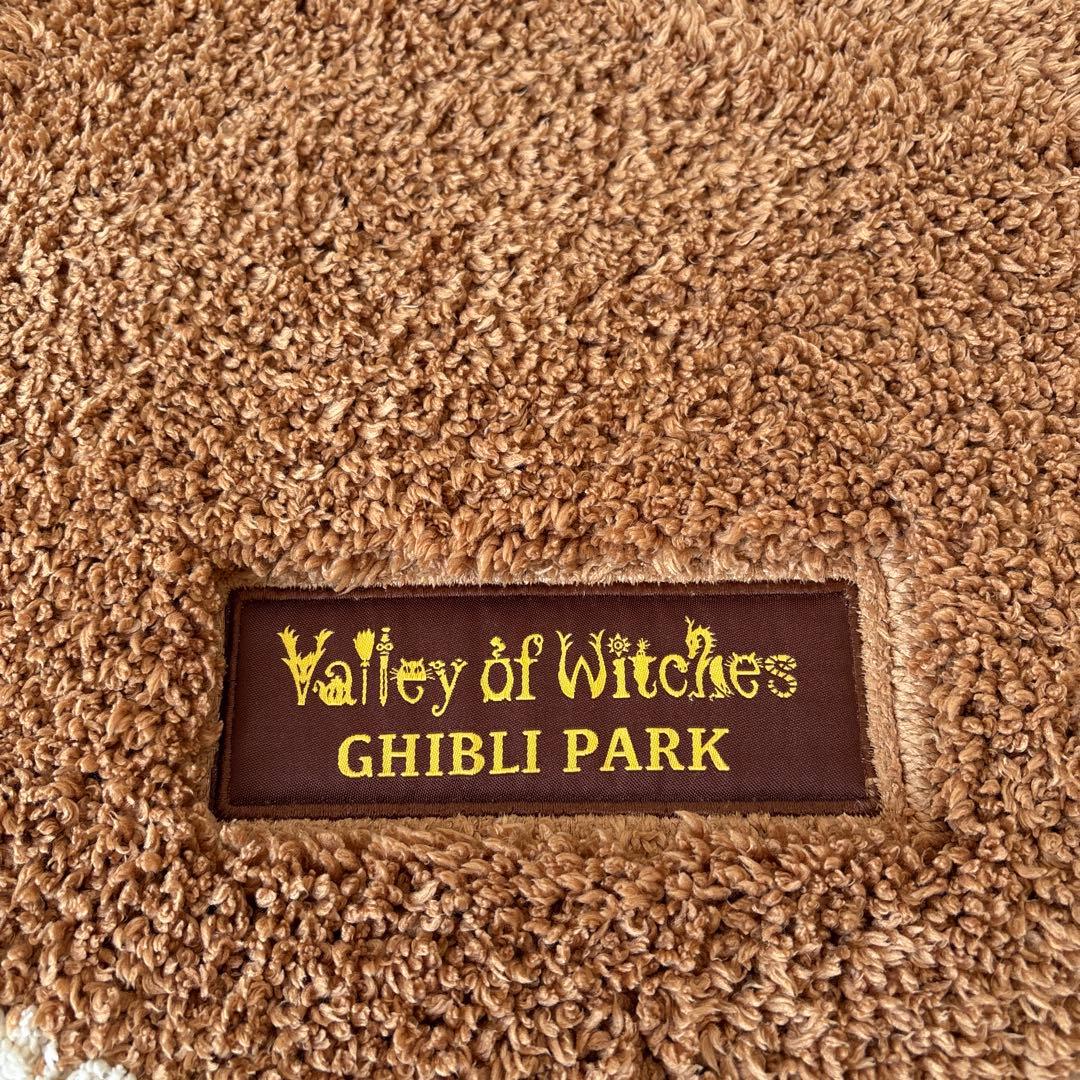 Valley of Witches
GHIBLI PARK